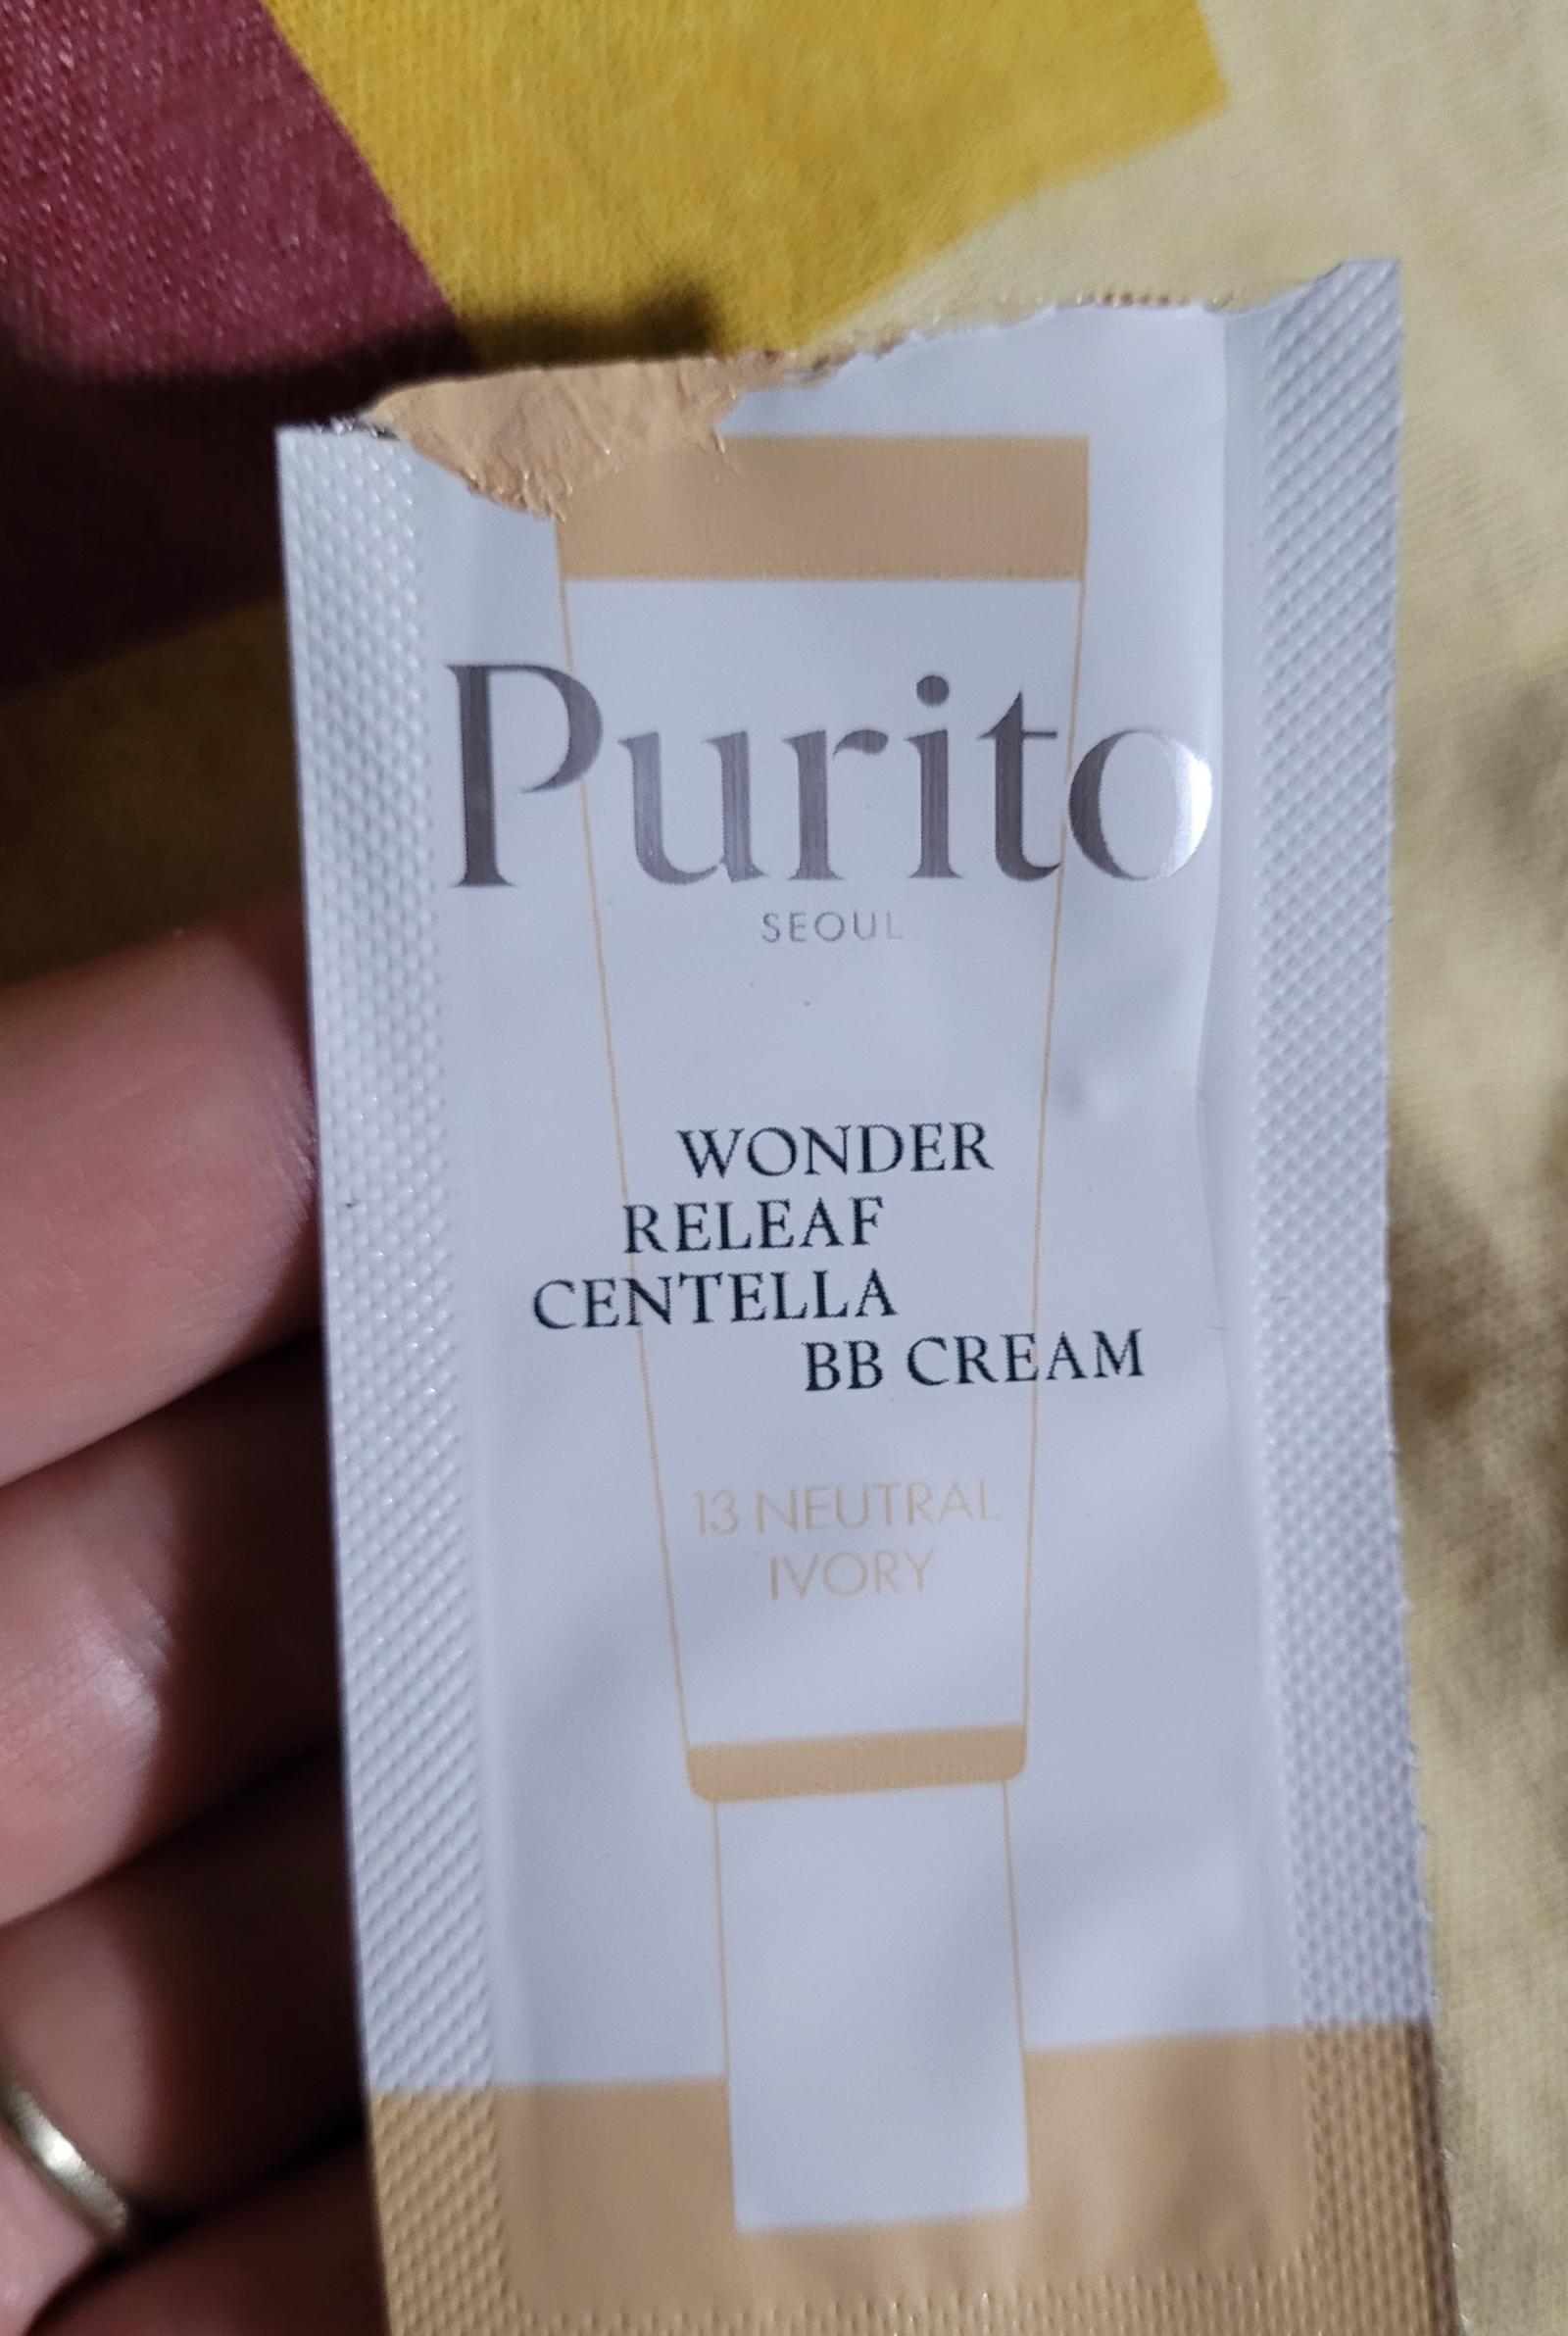 Purito
SEOUL
WONDER
RELEAF
CENTELLA
BB CREAM
13 NEUTRAL
IVORY